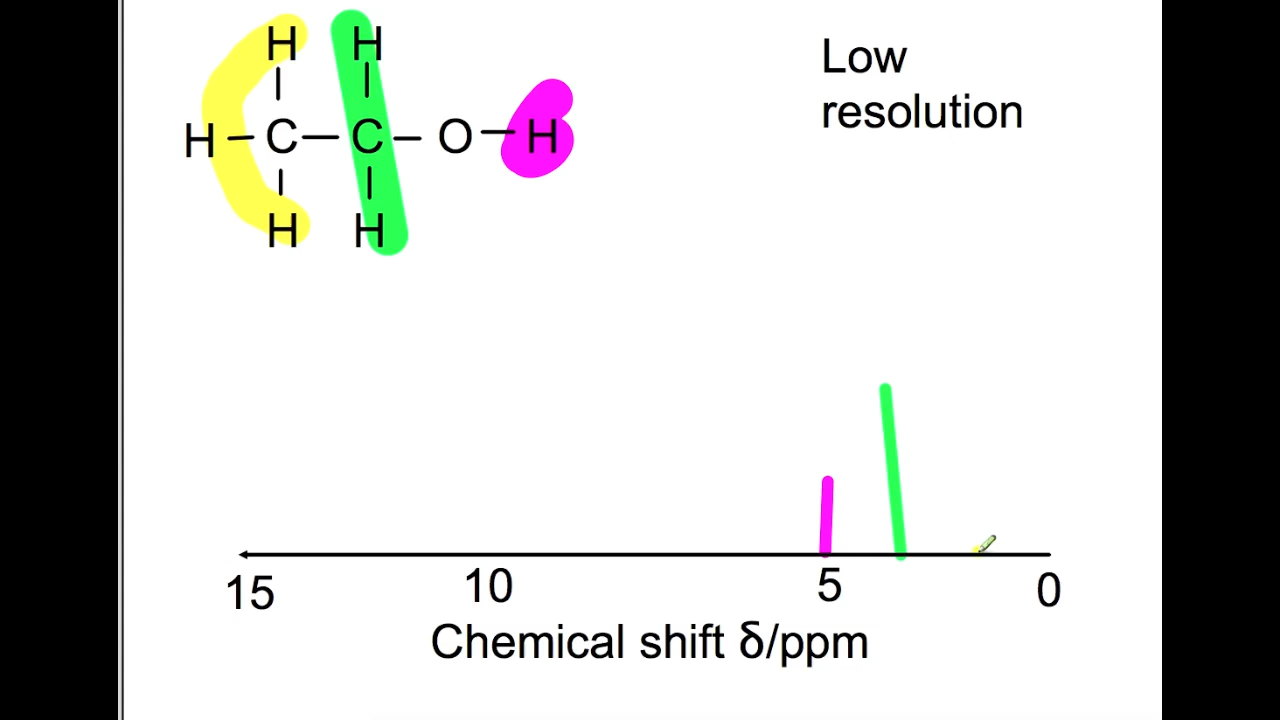 H H
H C C O H
H H
Low
resolution
15 10 5 0
Chemical shift δ/ppm